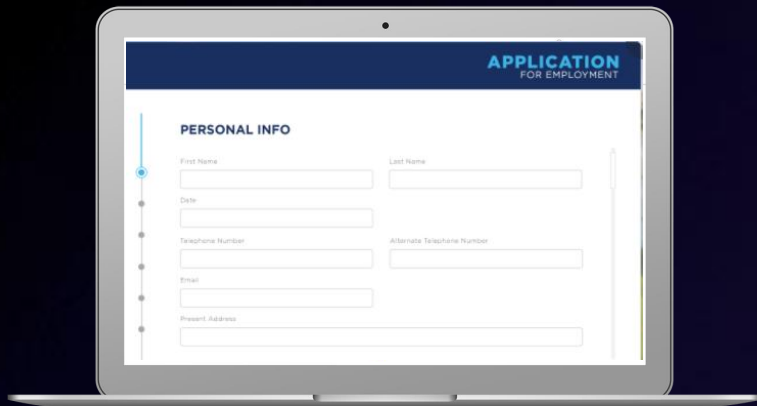 APPLICATION
FOR EMPLOYMENT
PERSONAL INFO
First Name
Last Name
Date
Telephone Number
Alternate Telephone Number
Email
Present Address